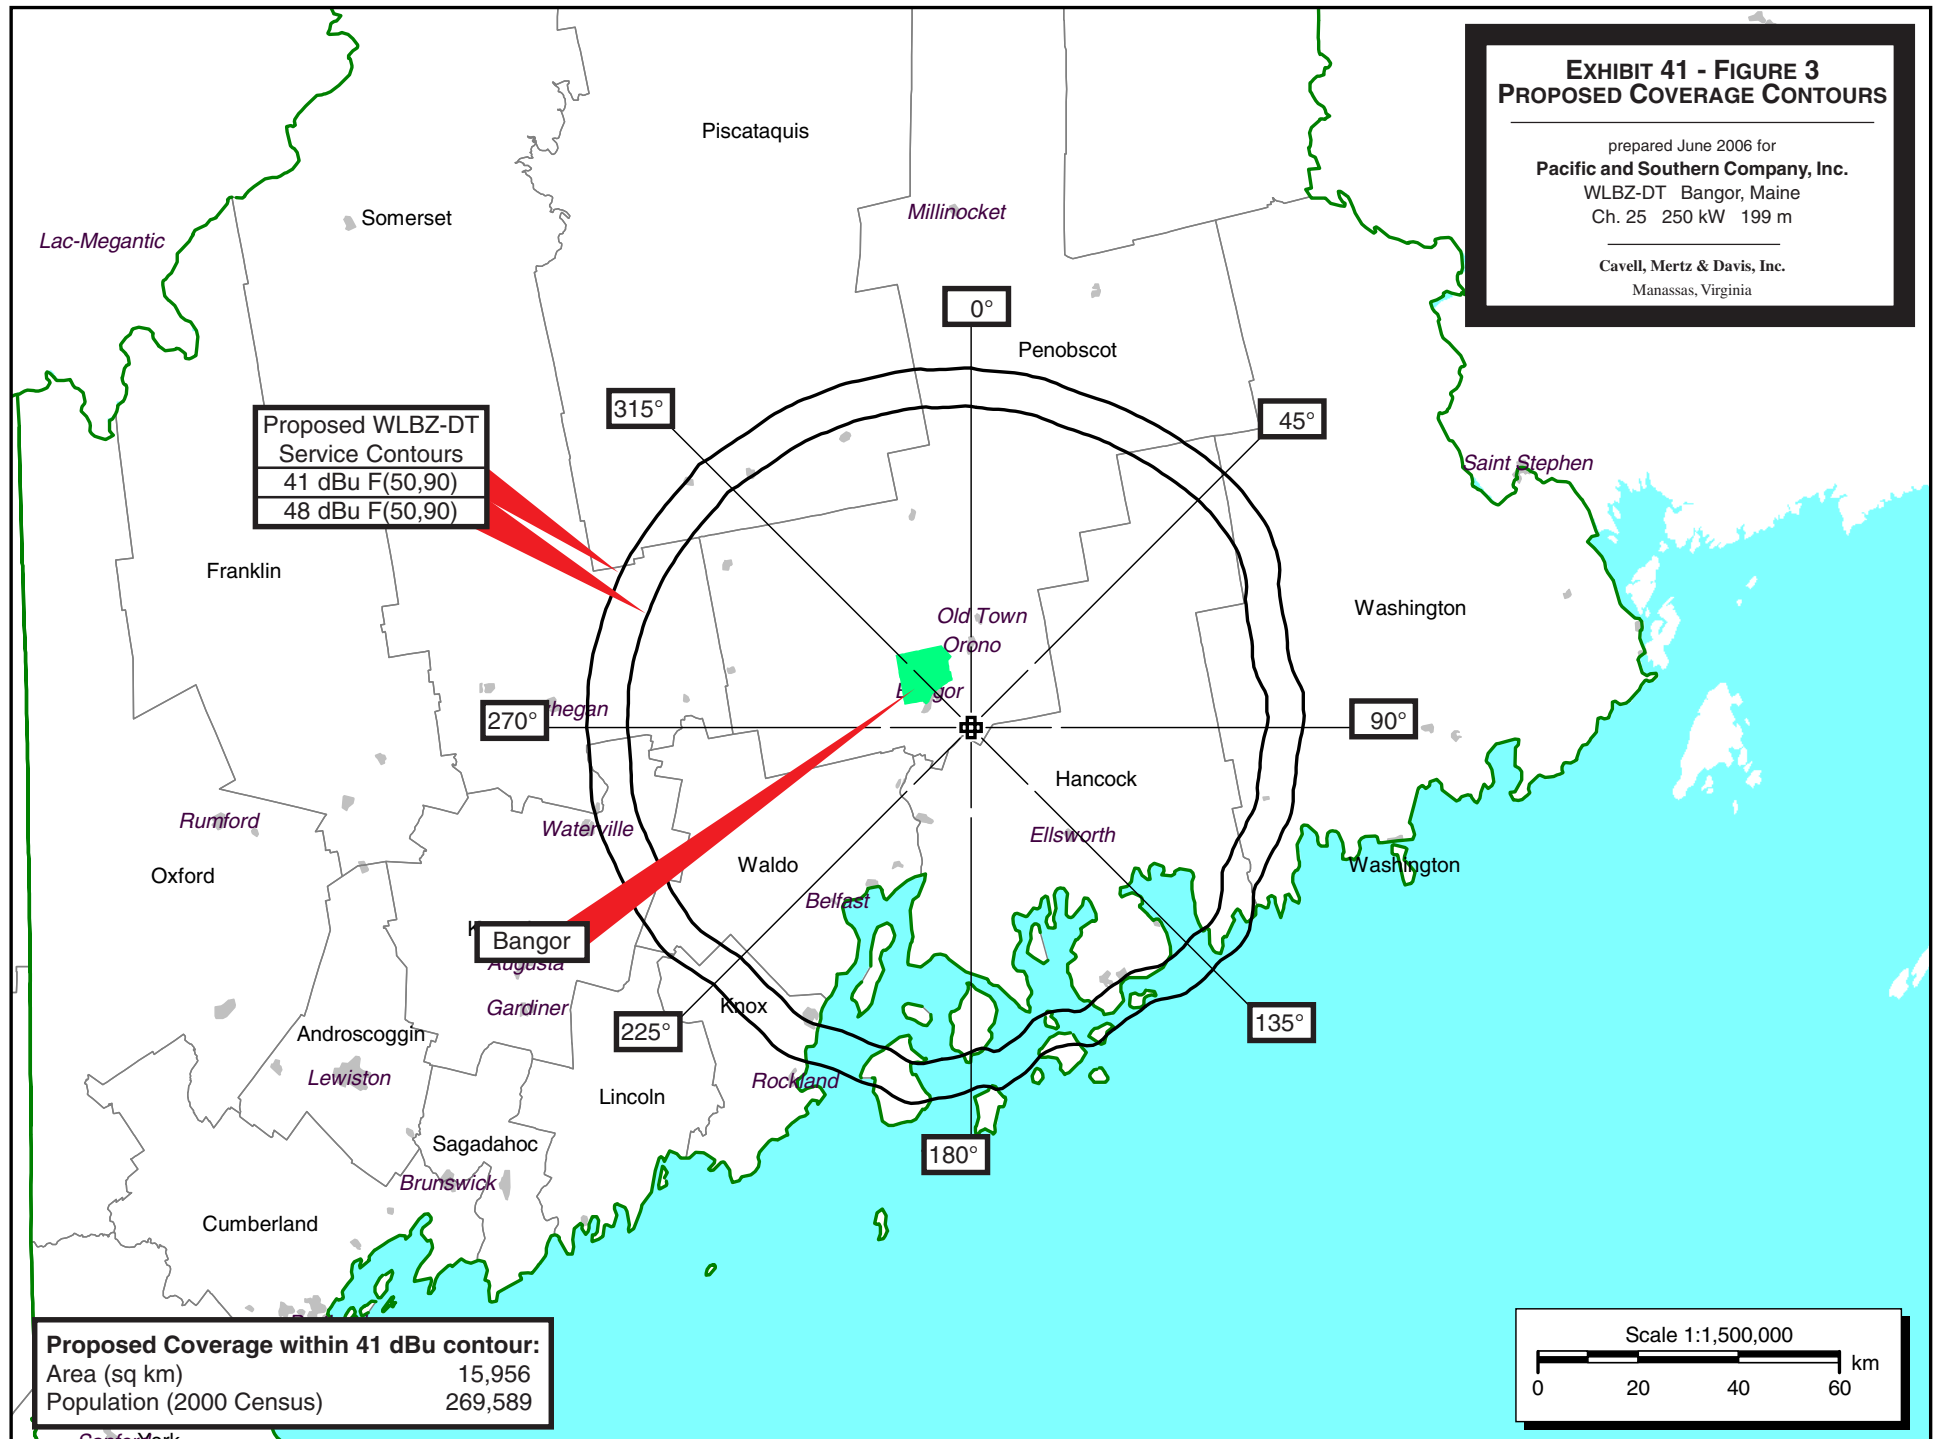 EXHIBIT 41 - FIGURE 3
PROPOSED COVERAGE CONTOURS
prepared June 2006 for
Pacific and Southern Company, Inc.
WLBZ-DT Bangor, Maine
Ch. 25 250 kW 199 m
Cavell, Mertz & Davis, Inc.
Manassas, Virginia
Piscataquis
Somerset
Millinocket
Lac-Megantic
0°
Penobscot
315°
45°
Proposed WLBZ-DT
Service Contours
41 dBu F(50,90)
48 dBu F(50,90)
Saint Stephen
Franklin
Washington
Old Town
Orono
270°
90°
Hancock
Rumford
Waterville
Ellsworth
Waldo
Washington
Oxford
Belfast
Bangor
Augusta
Gardiner
Knox
225°
135°
Androscoggin
Lewiston
Rockland
Lincoln
Sagadahoc
180°
Brunswick
Cumberland
Proposed Coverage within 41 dBu contour:
Area (sq km) 15,956
Population (2000 Census) 269,589
Scale 1:1,500,000
km
0 20 40 60